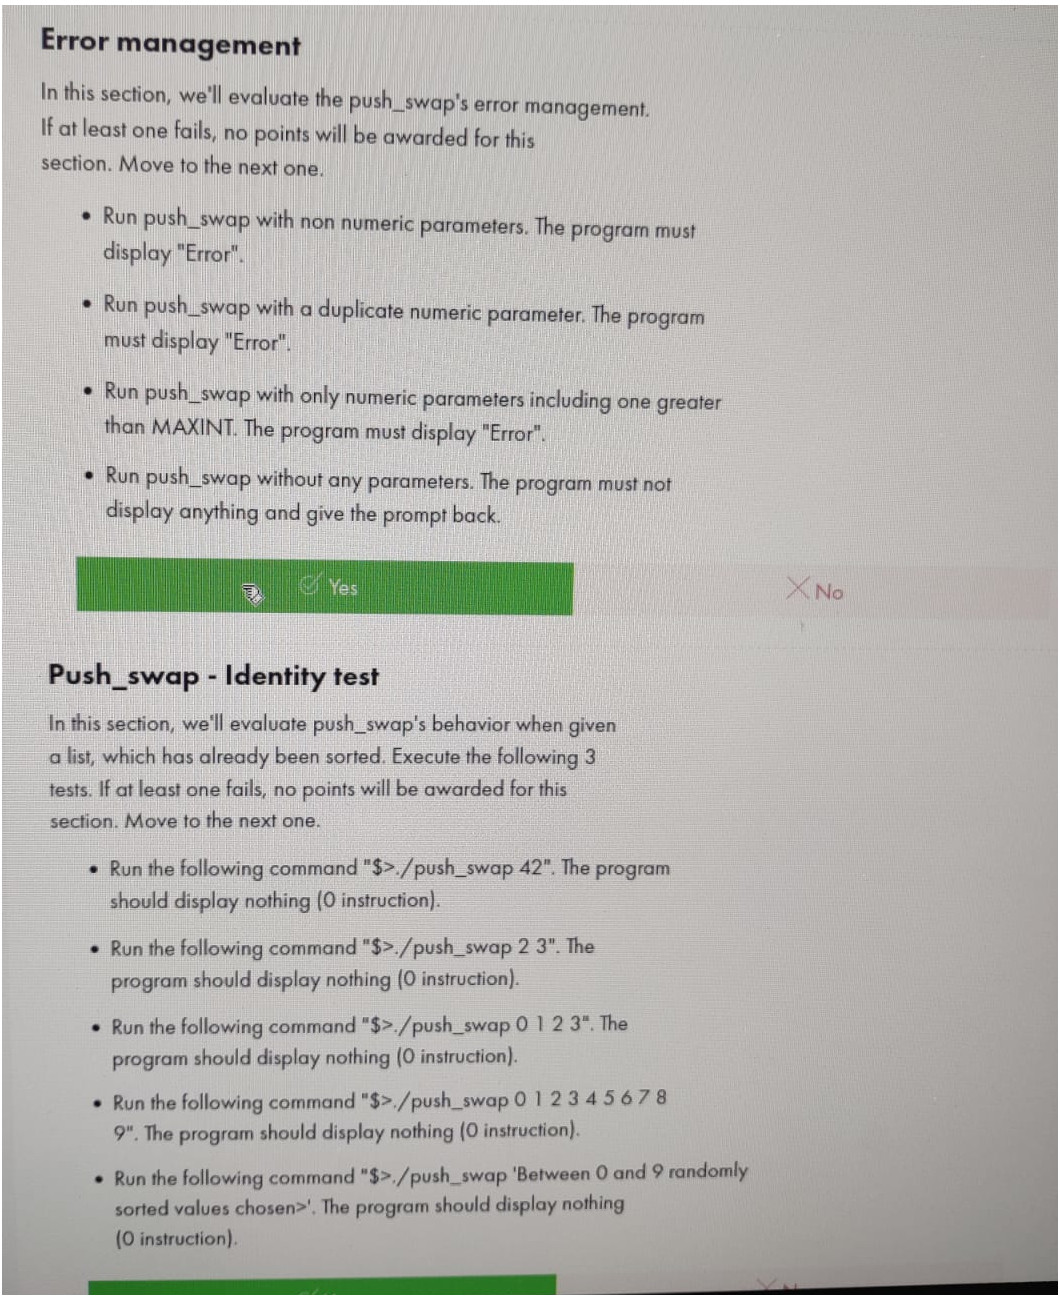 Error management
In this section, we'll evaluate the push_swap's error management.
If at least one fails, no points will be awarded for this
section. Move to the next one.
• Run push_swap with non numeric parameters. The program must
display "Error".
• Run push_swap with a duplicate numeric parameter. The program
must display "Error".
• Run push_swap with only numeric parameters including one greater
than MAXINT. The program must display "Error".
• Run push_swap without any parameters. The program must not
display anything and give the prompt back.
Yes
No
Push_swap - Identity test
In this section, we'll evaluate push_swap's behavior when given
a list, which has already been sorted. Execute the following 3
tests. If at least one fails, no points will be awarded for this
section. Move to the next one.
• Run the following command "$>./push_swap 42". The program
should display nothing (0 instruction).
• Run the following command "$>./push_swap 2 3". The
program should display nothing (0 instruction).
• Run the following command "$>./push_swap 0 1 2 3". The
program should display nothing (0 instruction).
• Run the following command "$>./push_swap 0 1 2 3 4 5 6 7 8
9". The program should display nothing (0 instruction).
• Run the following command "$>./push_swap 'Between 0 and 9 randomly
sorted values chosen>'. The program should display nothing
(0 instruction).